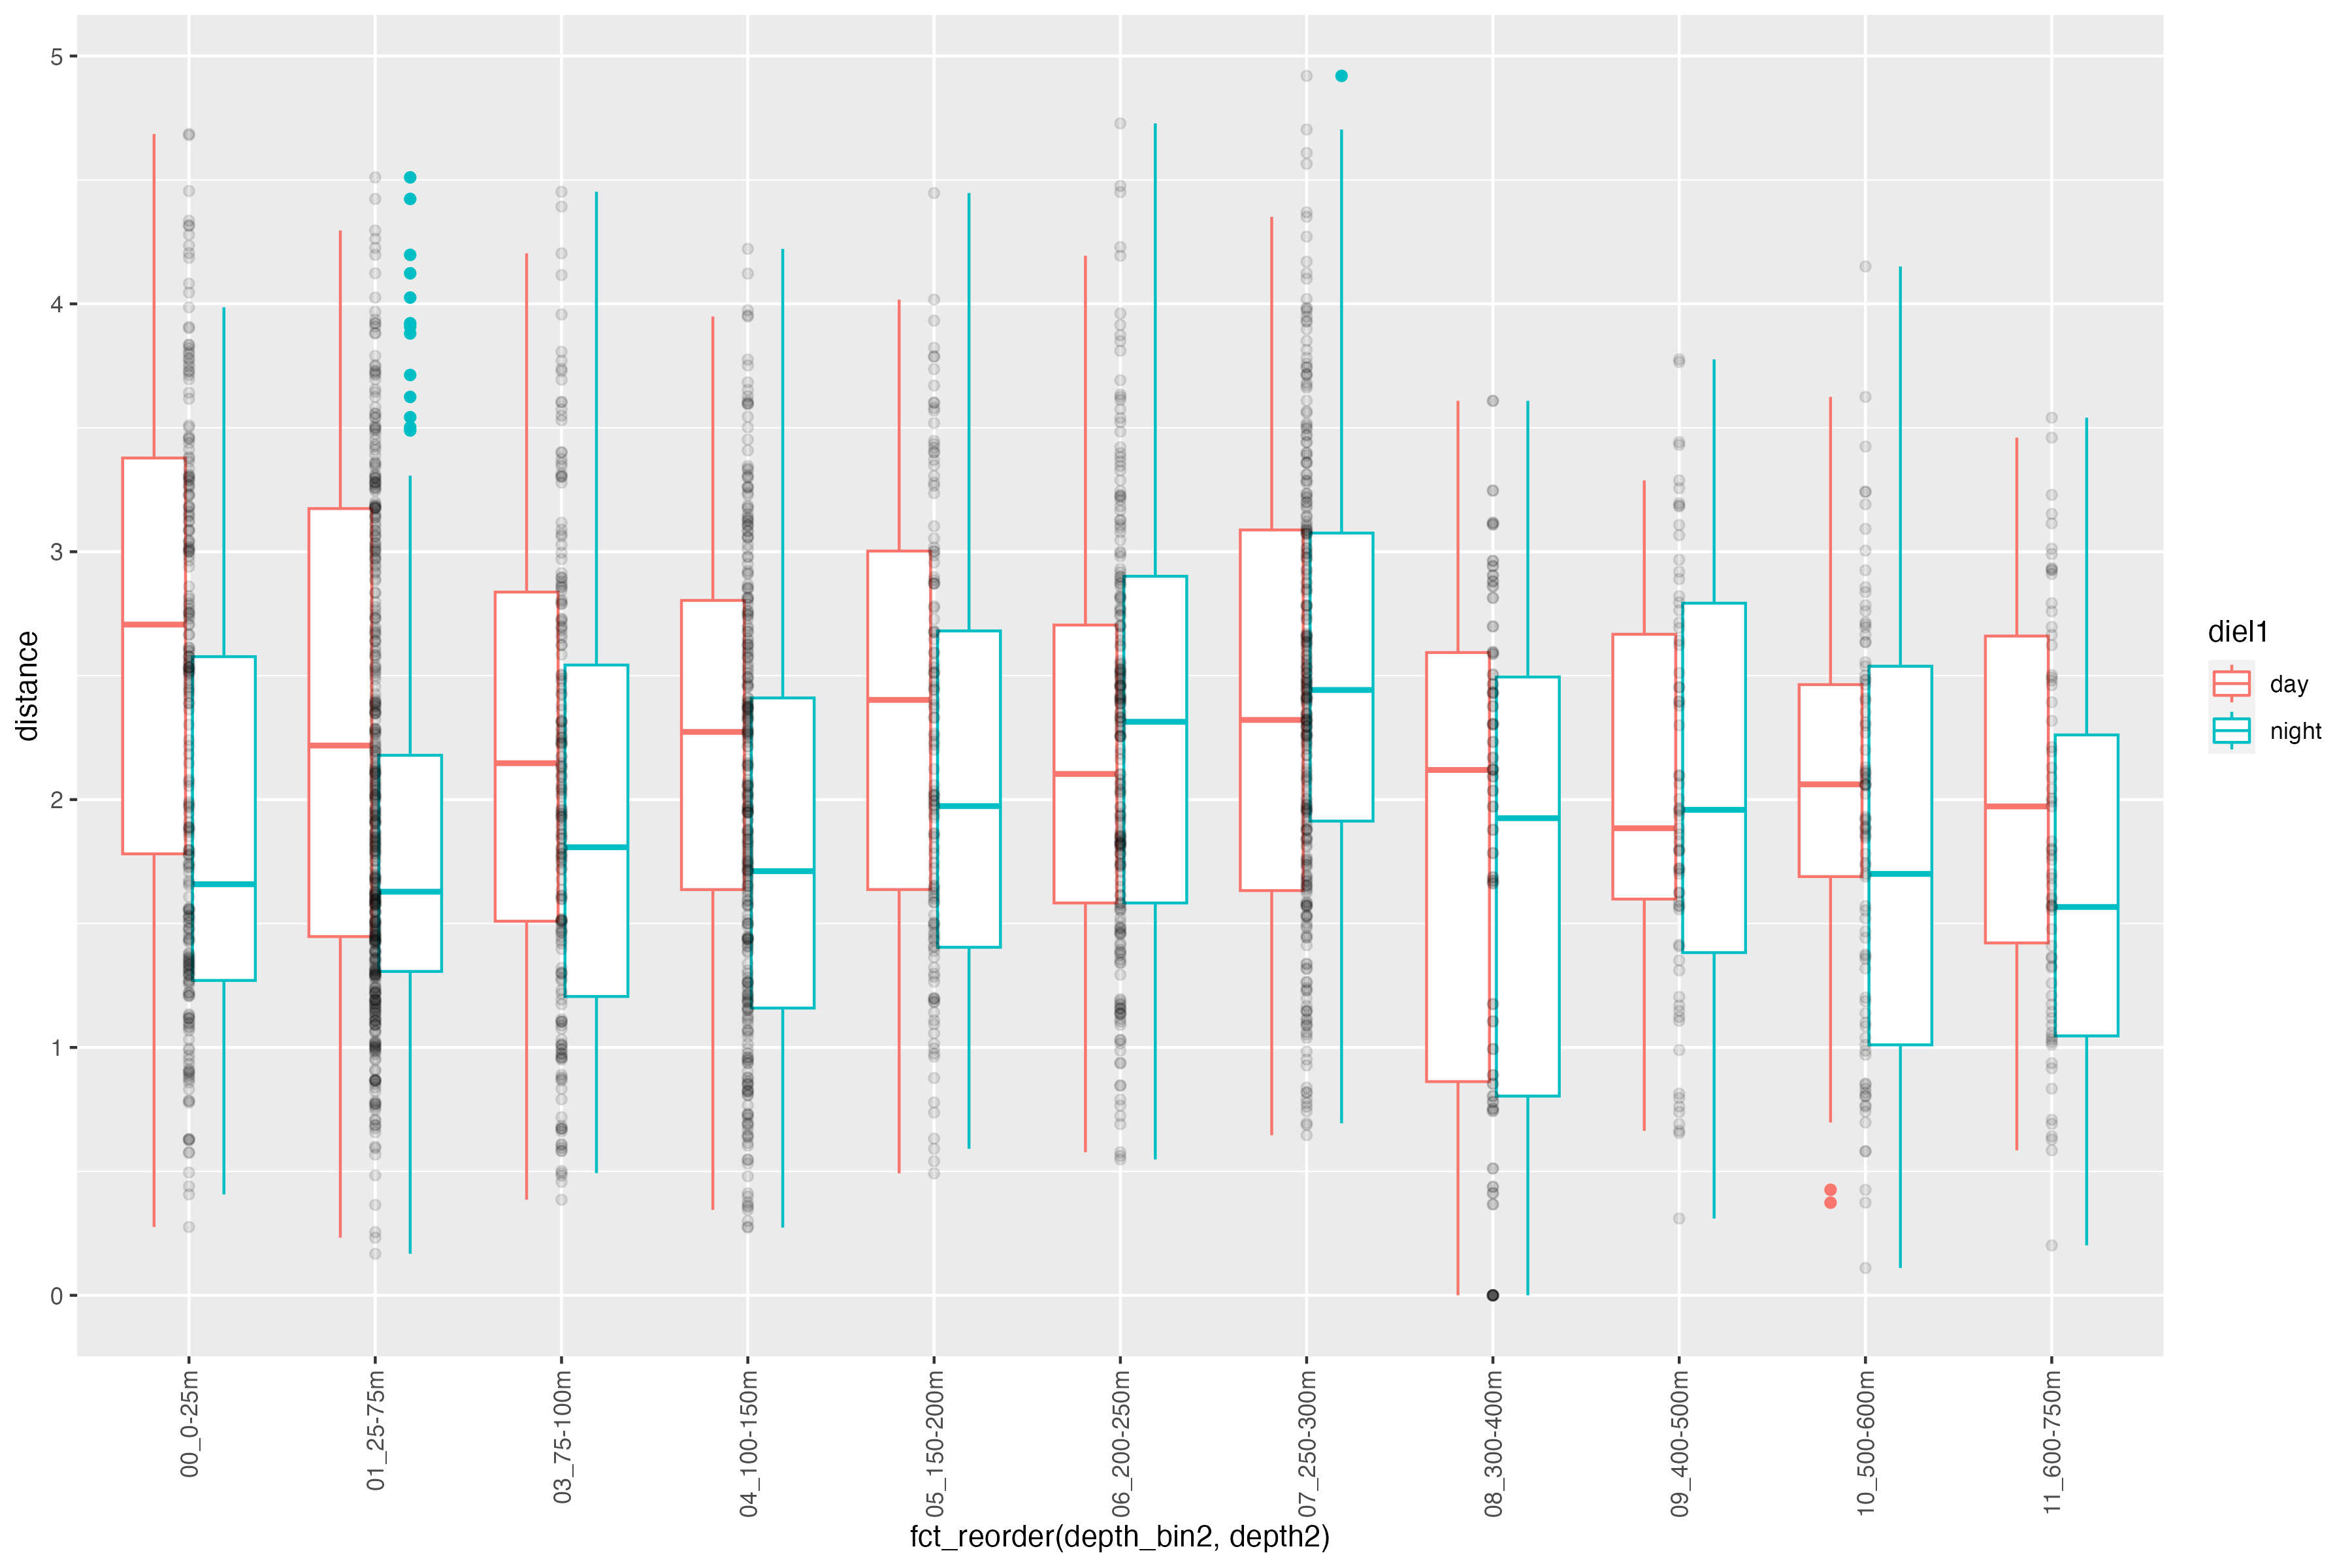 distance
5
4
3
2
1
0
00_0-25m
01_25-75m
03_75-100m
04_100-150m
05_150-200m
06_200-250m
07_250-300m
08_300-400m
09_400-500m
10_500-600m
11_600-750m
fct_reorder(depth_bin2, depth2)
diel1
day
night